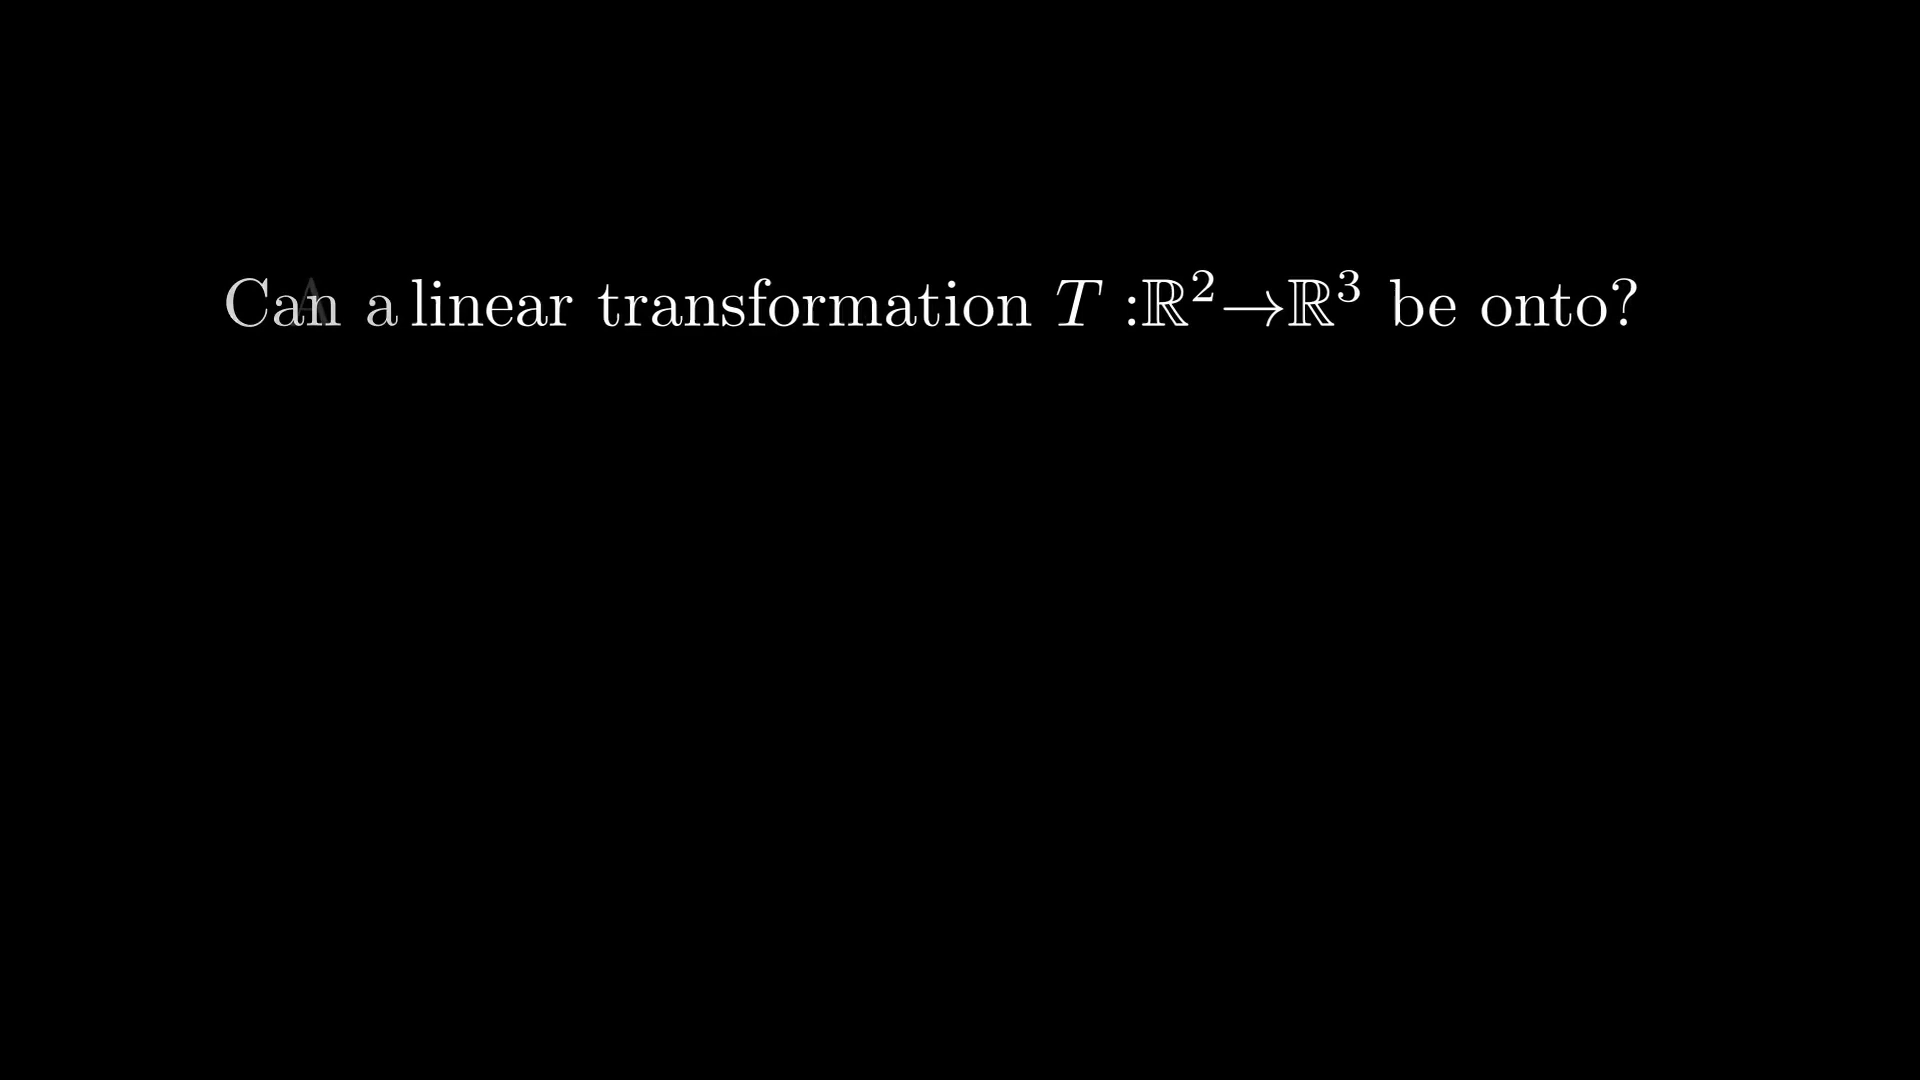 Can a linear transformation T :ℝ²→ℝ³ be onto?